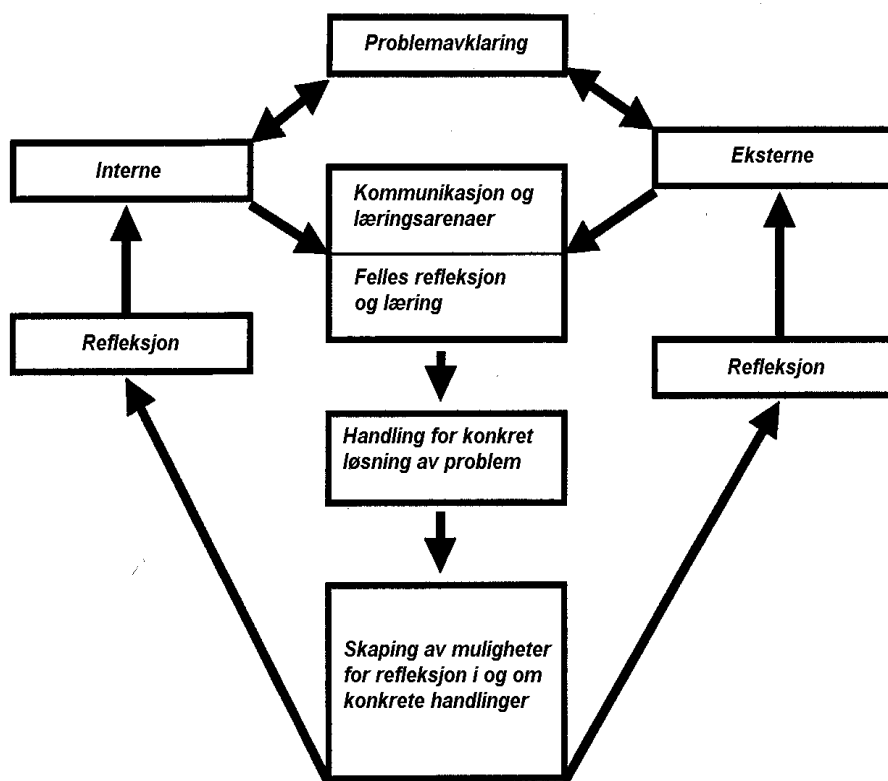 Problemavklaring
Interne
Eksterne
Kommunikasjon og
læringsarenaer
Felles refleksjon
og læring
Refleksjon
Refleksjon
Handling for konkret
løsning av problem
Skaping av muligheter
for refleksjon i og om
konkrete handlinger